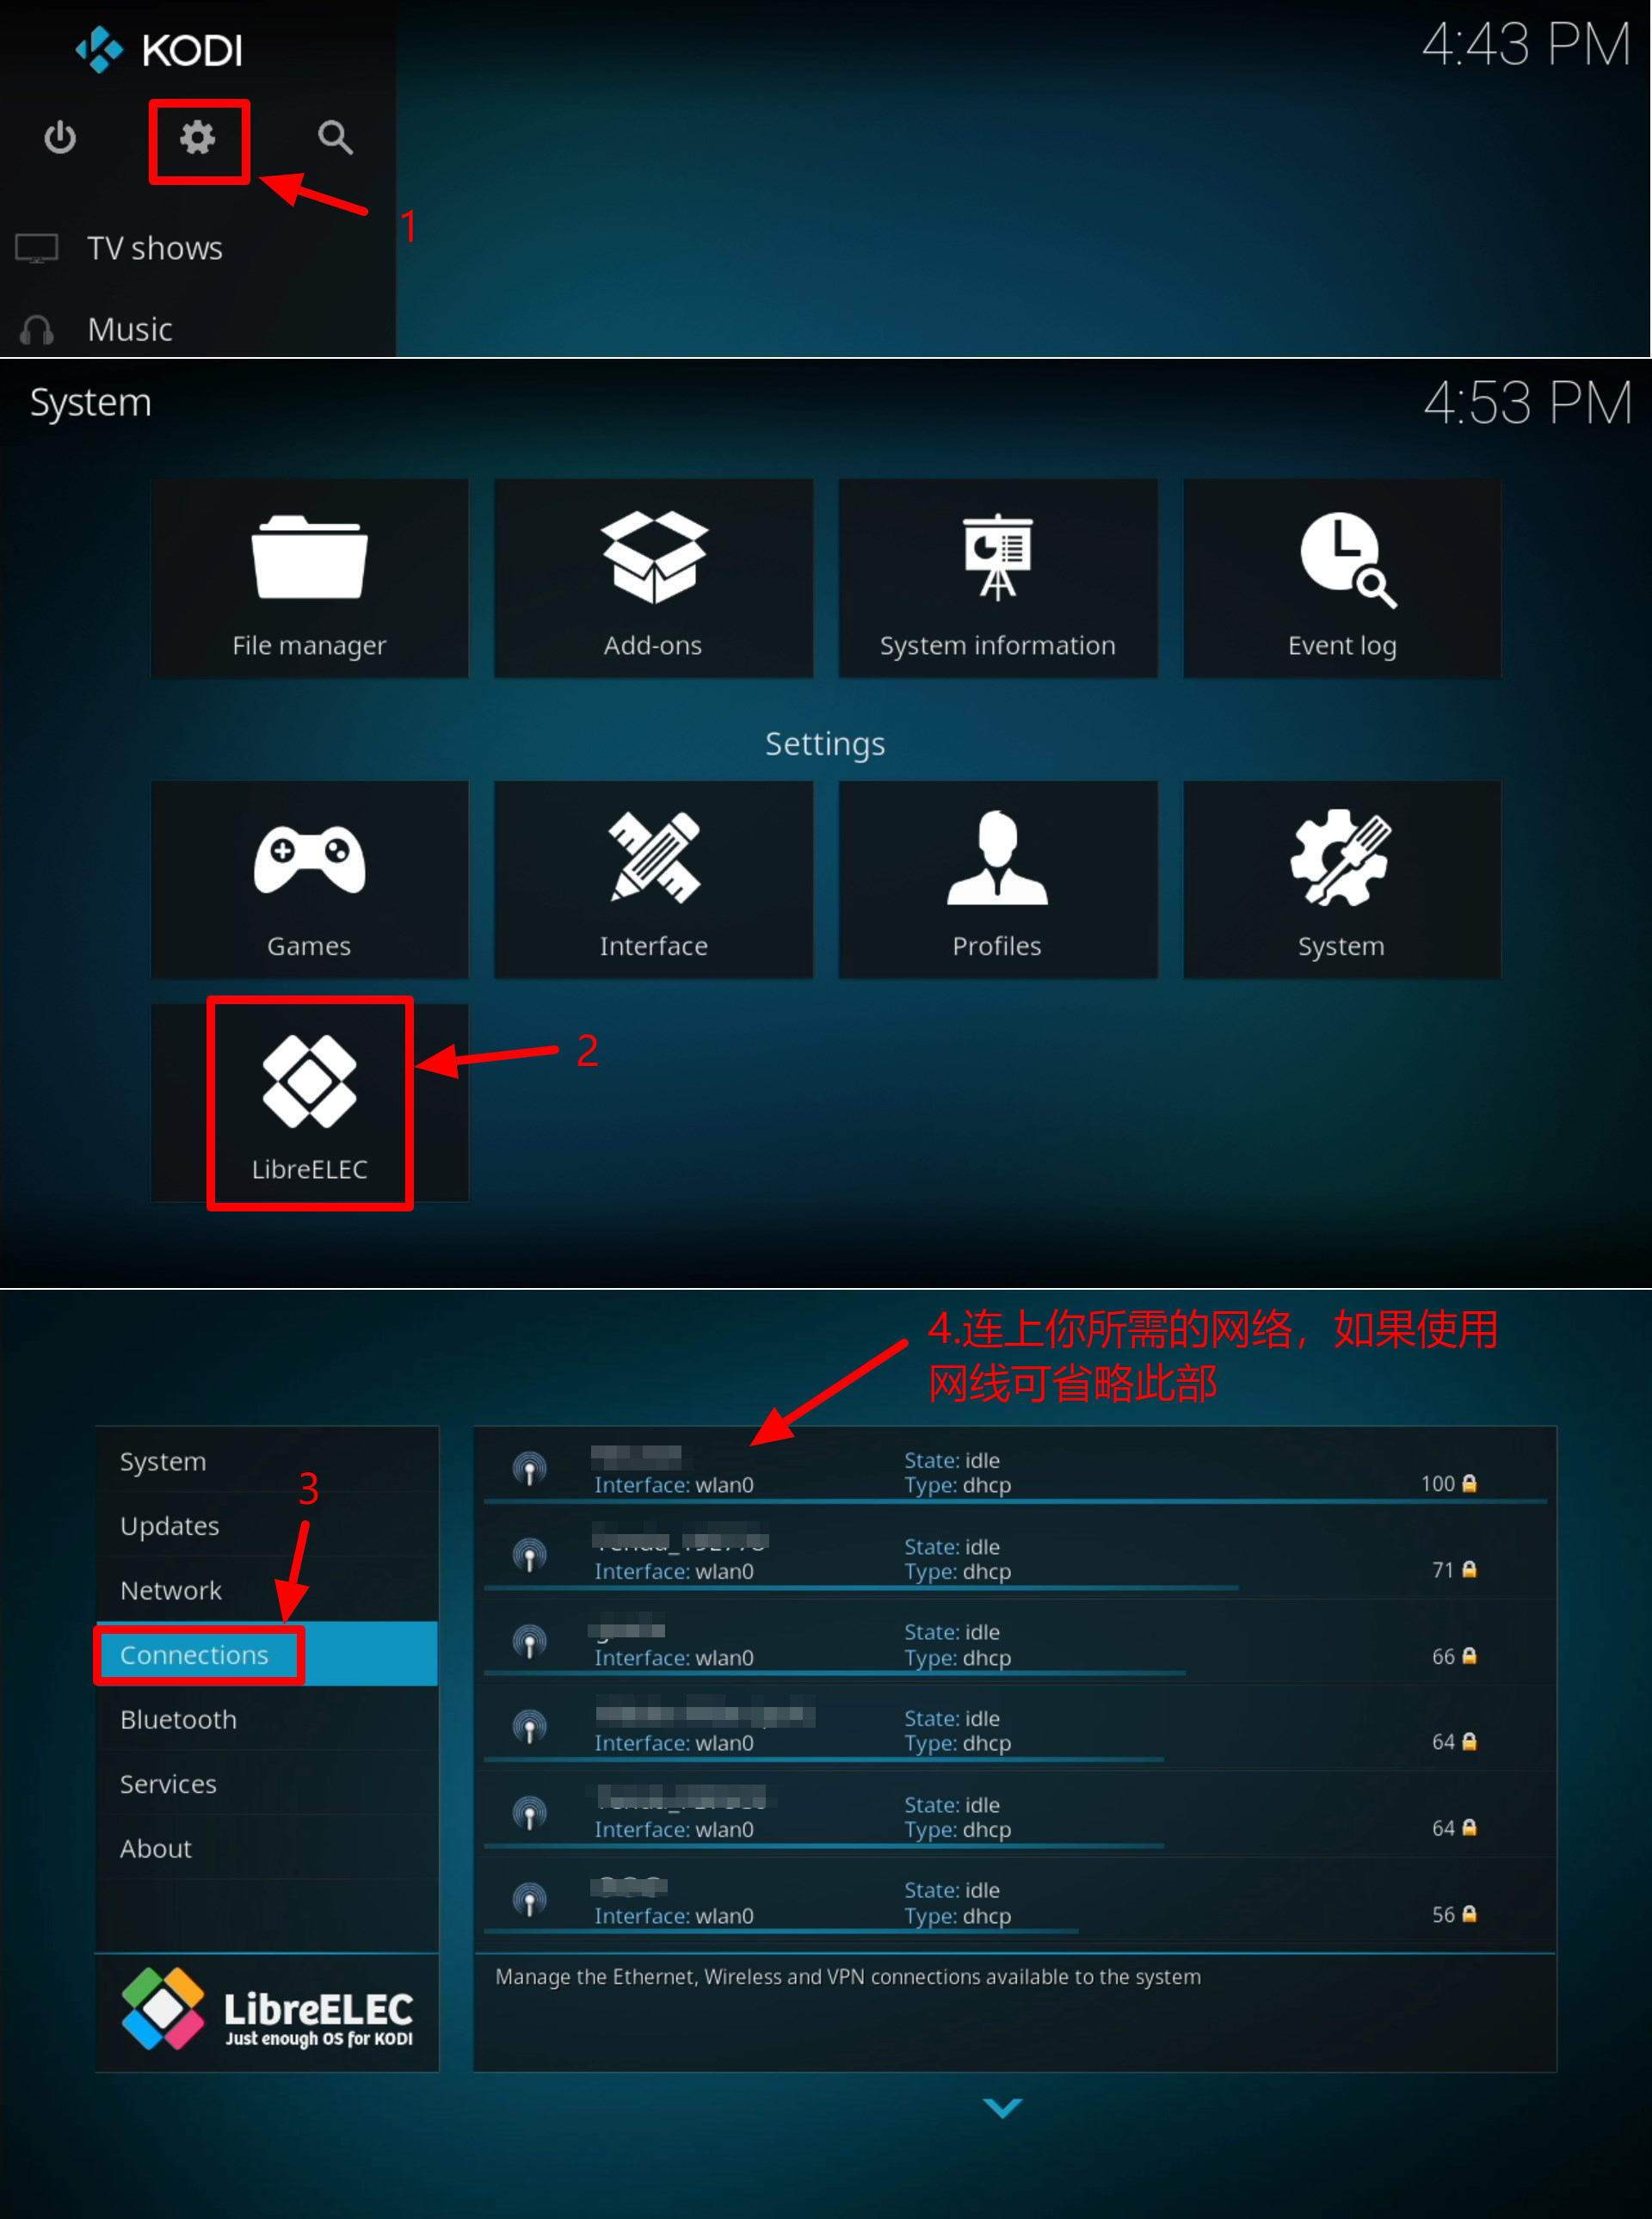 KODI
4:43 PM
1
TV shows
Music
System
4:53 PM
File manager
Add-ons
System information
Event log
Settings
Games
Interface
Profiles
System
LibreELEC
2
4.连上你所需的网络，如果使用
网线可省略此部
3
System
Updates
Network
Connections
Bluetooth
Services
About
State: idle
Interface: wlan0
Type: dhcp
100
State: idle
Interface: wlan0
Type: dhcp
71
State: idle
Interface: wlan0
Type: dhcp
66
State: idle
Interface: wlan0
Type: dhcp
64
State: idle
Interface: wlan0
Type: dhcp
64
State: idle
Interface: wlan0
Type: dhcp
56
Manage the Ethernet, Wireless and VPN connections available to the system
LibreELEC
Just enough OS for KODI